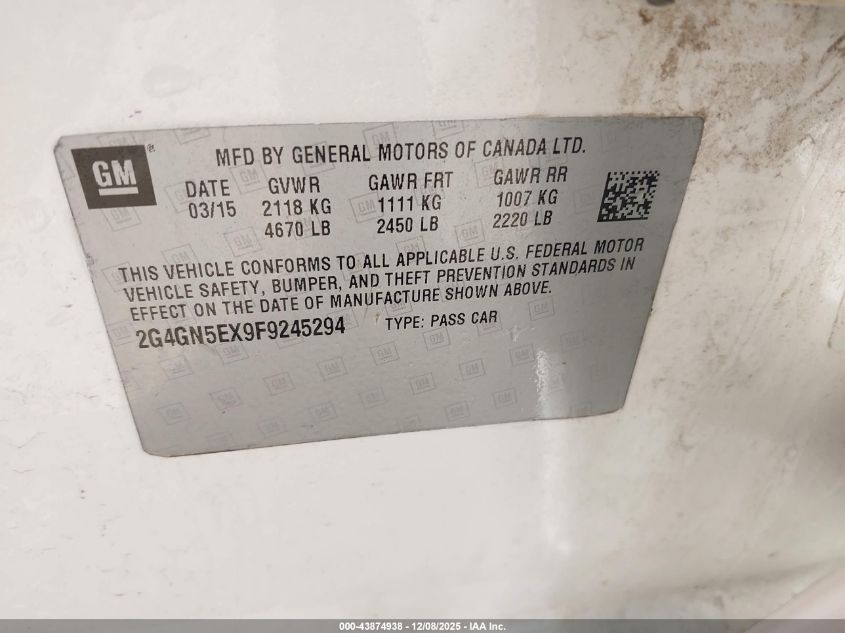 GM ®
MFD BY GENERAL MOTORS OF CANADA LTD.
DATE GVWR GAWR FRT GAWR RR
03/15 2118 KG 1111 KG 1007 KG
4670 LB 2450 LB 2220 LB
THIS VEHICLE CONFORMS TO ALL APPLICABLE U.S. FEDERAL MOTOR
VEHICLE SAFETY, BUMPER, AND THEFT PREVENTION STANDARDS IN
EFFECT ON THE DATE OF MANUFACTURE SHOWN ABOVE.
2G4GN5EX9F9245294 TYPE: PASS CAR
000-43874938 - 12/08/2025 - IAA Inc.